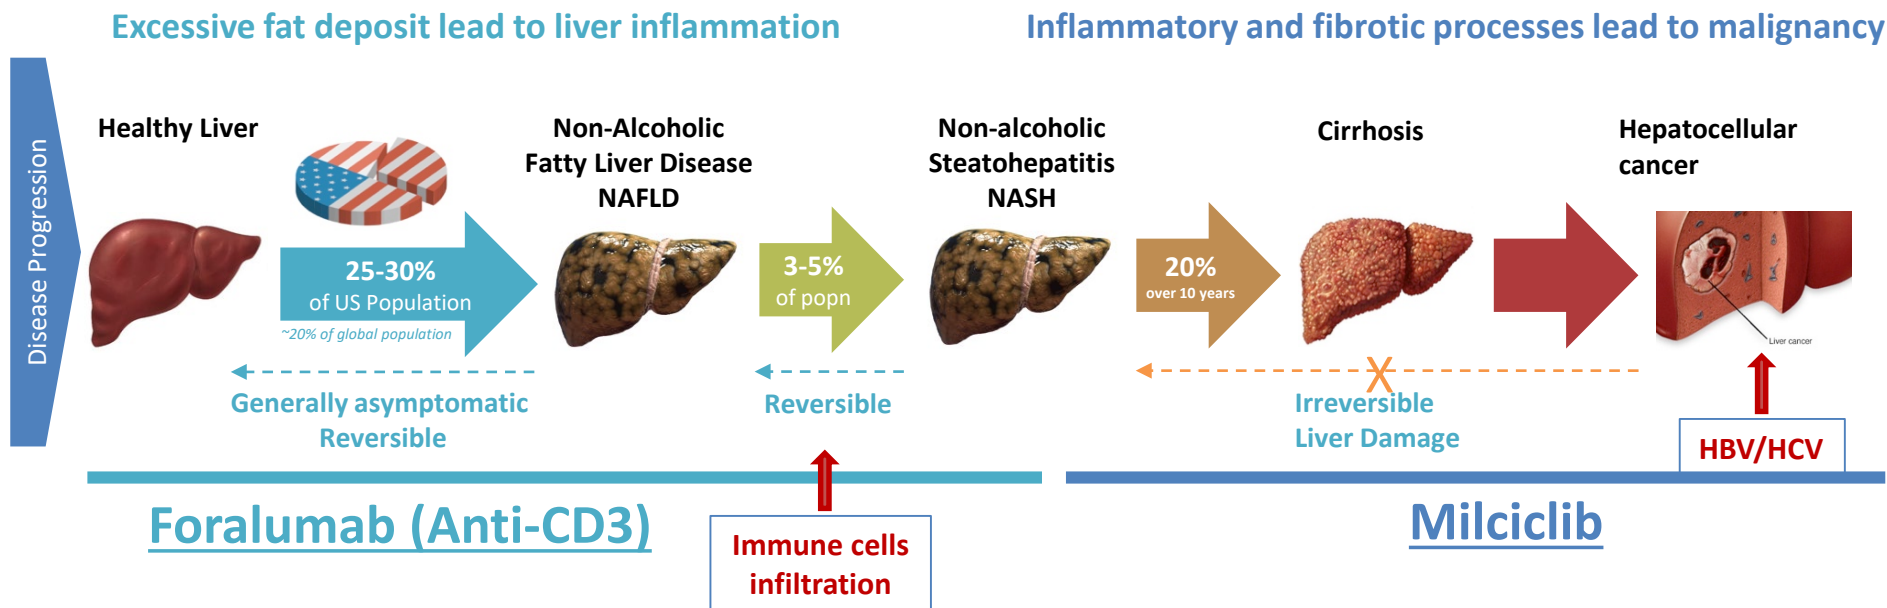 Excessive fat deposit lead to liver inflammation
Inflammatory and fibrotic processes lead to malignancy
Disease Progression
Healthy Liver
25-30%
of US Population
~20% of global population
Non-Alcoholic
Fatty Liver Disease
NAFLD
3-5%
of popn
Non-alcoholic
Steatohepatitis
NASH
20%
over 10 years
Cirrhosis
Hepatocellular
cancer
Liver cancer
Generally asymptomatic
Reversible
Reversible
X
Irreversible
Liver Damage
HBV/HCV
Foralumab (Anti-CD3)
Immune cells
infiltration
Milciclib